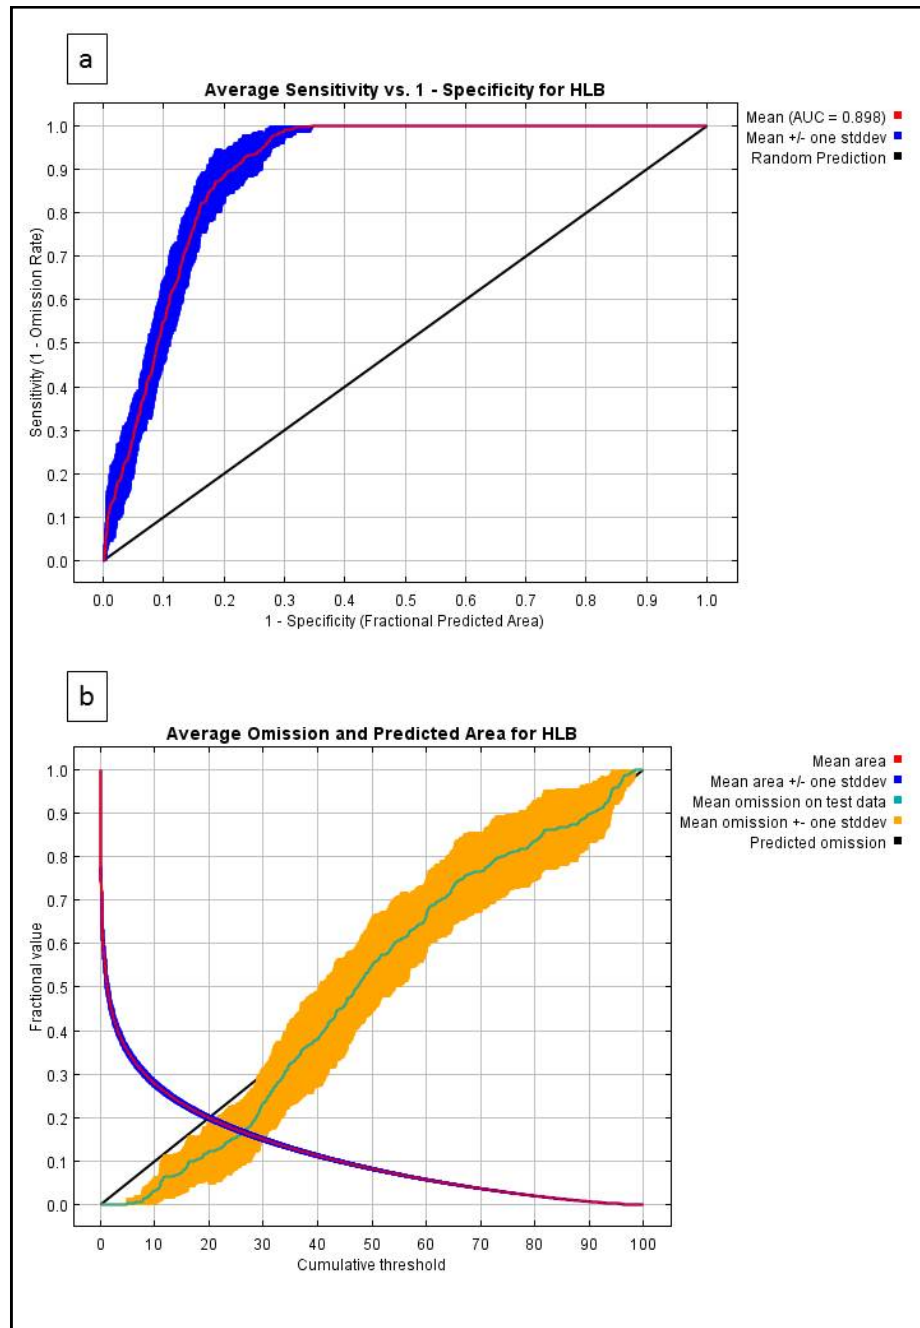 a
Average Sensitivity vs. 1 - Specificity for HLB
Mean (AUC = 0.898)
Mean +/- one stddev
Random Prediction
Sensitivity (1 - Omission Rate)
1.0
0.9
0.8
0.7
0.6
0.5
0.4
0.3
0.2
0.1
0.0
0.0 0.1 0.2 0.3 0.4 0.5 0.6 0.7 0.8 0.9 1.0
1 - Specificity (Fractional Predicted Area)
b
Average Omission and Predicted Area for HLB
Mean area
Mean area +/- one stddev
Mean omission on test data
Mean omission +- one stddev
Predicted omission
Fractional value
1.0
0.9
0.8
0.7
0.6
0.5
0.4
0.3
0.2
0.1
0.0
0 10 20 30 40 50 60 70 80 90 100
Cumulative threshold